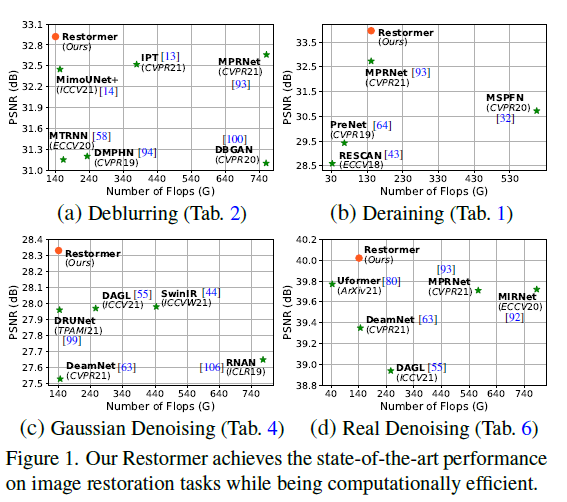 33.1
32.8
32.5
32.2
31.9
31.6
31.3
31.0
PSNR (dB)
Restormer
(Ours)
IPT [13]
(CVPR21)
MPRNet
(CVPR21)
[93]
MimoUNet+
(ICCV21) [14]
MTRNN [58]
(ECCV20)
DMPHN [94]
(CVPR19)
[100]
DBGAN
(CVPR20)
140 240 340 440 540 640 740
Number of Flops (G)
(a) Deblurring (Tab. 2)
33.5
32.5
31.5
30.5
29.5
28.5
PSNR (dB)
Restormer
(Ours)
MPRNet [93]
(CVPR21)
MSPFN
(CVPR20)
[32]
PreNet [64]
(CVPR19)
RESCAN [43]
(ECCV18)
30 130 230 330 430 530
Number of Flops (G)
(b) Deraining (Tab. 1)
28.4
28.3
28.2
28.1
28.0
27.9
27.8
27.7
27.6
27.5
PSNR (dB)
Restormer
(Ours)
DAGL [55]
(ICCV21)
SwinIR [44]
(ICCVW21)
DRUNet
(TPAMI21)
[99]
DeamNet [63]
(CVPR21)
[106] RNAN
(ICLR19)
140 240 340 440 540 640 740
Number of Flops (G)
(c) Gaussian Denoising (Tab. 4)
40.2
40.0
39.8
39.6
39.4
39.2
39.0
38.8
PSNR (dB)
Restormer
(Ours)
Uformer [80]
(ArXiv21)
[93]
MPRNet
(CVPR21)
MIRNet
(ECCV20)
[92]
DeamNet [63]
(CVPR21)
DAGL [55]
(ICCV21)
40 140 240 340 440 540 640 740
Number of Flops (G)
(d) Real Denoising (Tab. 6)
Figure 1. Our Restormer achieves the state-of-the-art performance
on image restoration tasks while being computationally efficient.